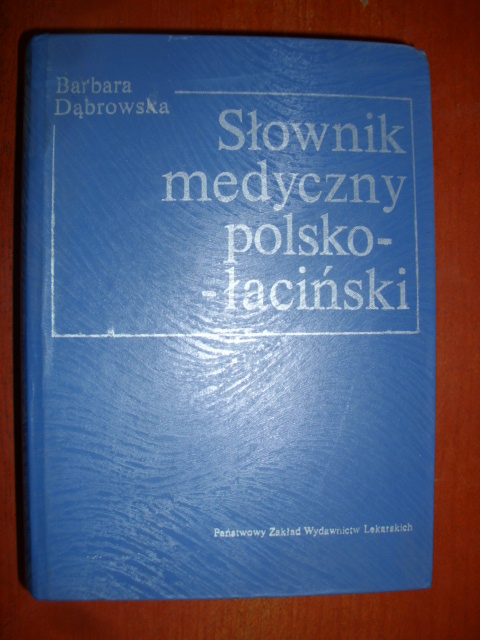 Barbara
Dąbrowska
Słownik
medyczny
polsko-
-łaciński
Państwowy Zakład Wydawnictw Lekarskich